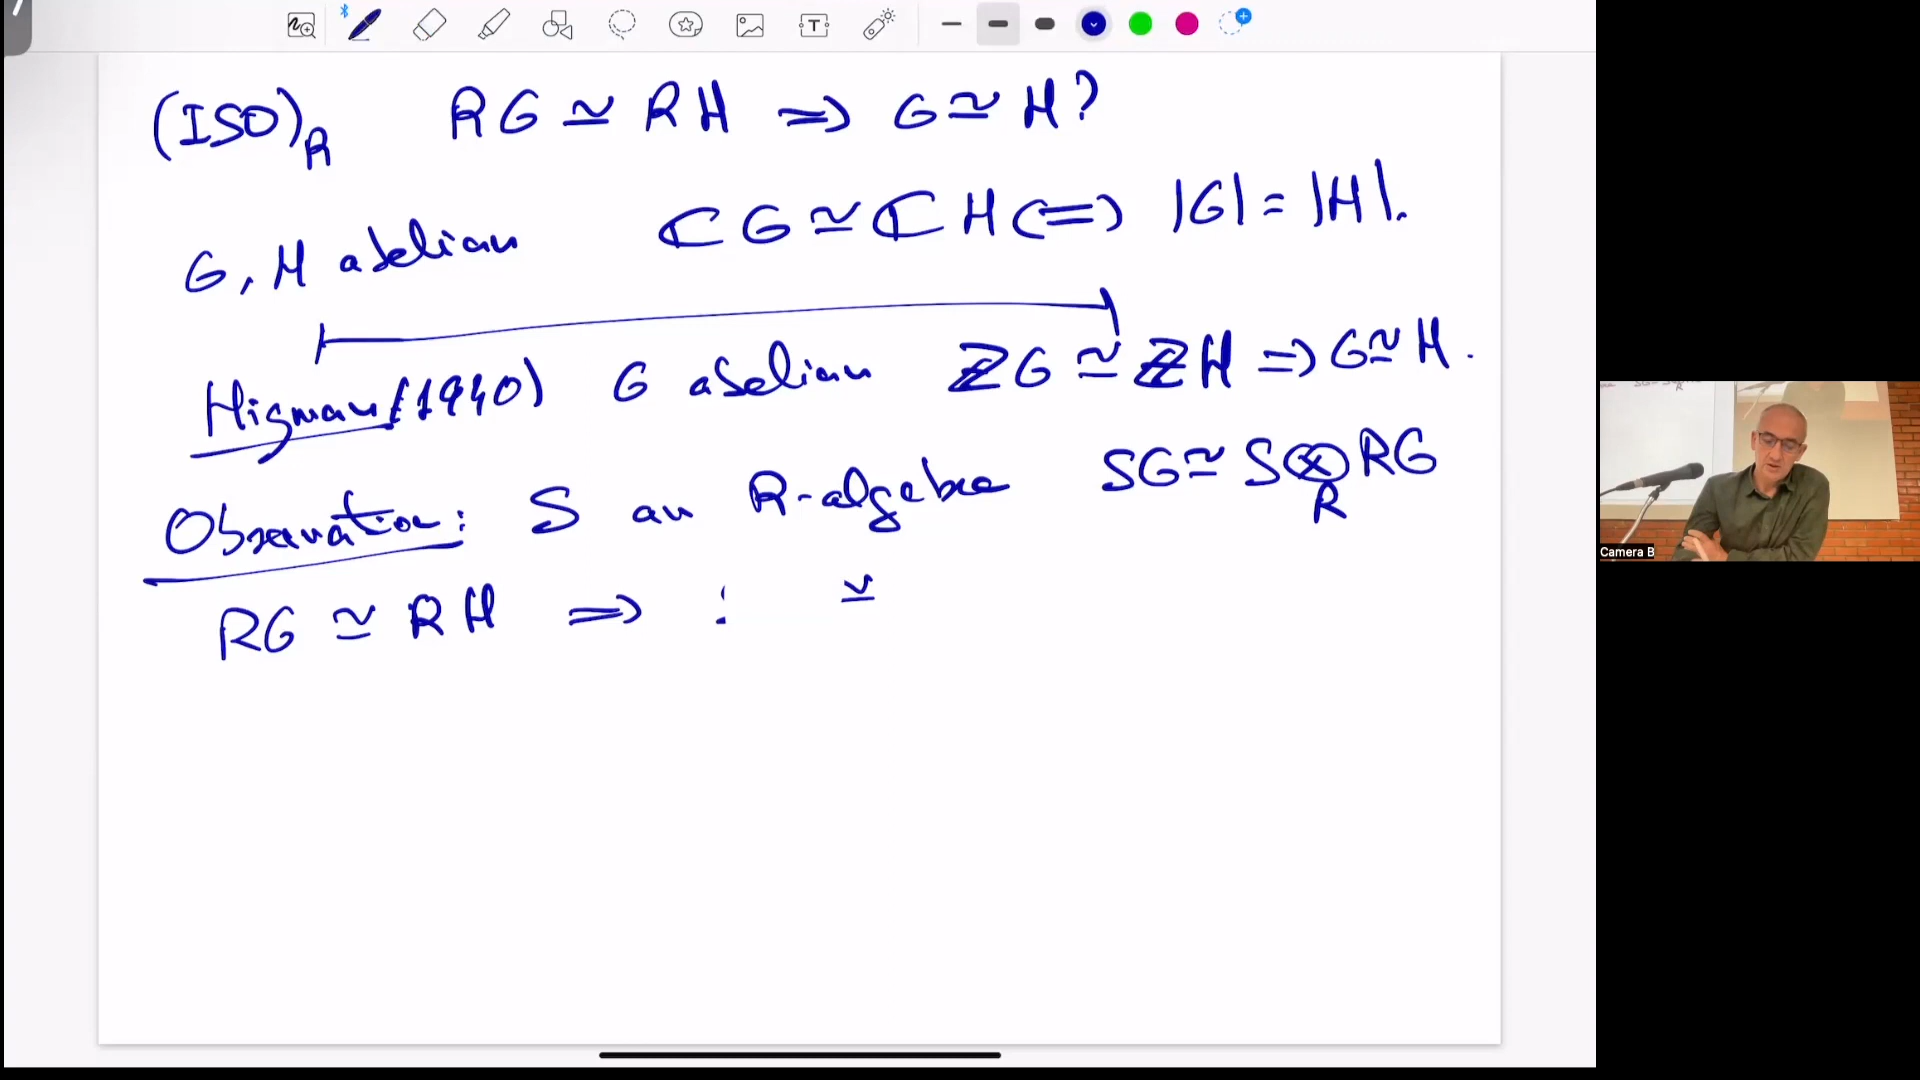 (ISO)_R RG ≅ RH ⇒ G ≅ H?
G, H abelian ℂG ≅ ℂH ⇔ |G| = |H|.
Higman (1940) G abelian ℤG ≅ ℤH ⇒ G ≅ H.
Observation: S an R-algebra SG ≅ S ⊗_R RG
RG ≅ RH ⇒ : ≅
Camera B